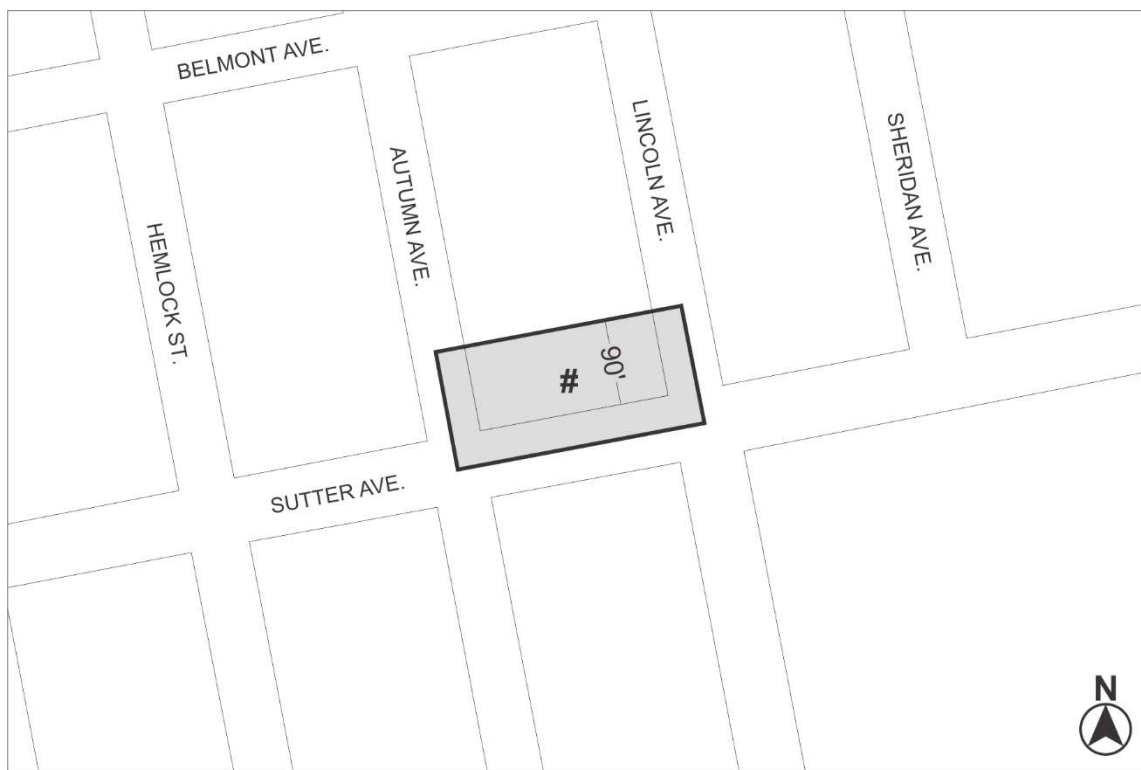 BELMONT AVE.
AUTUMN AVE.
LINCOLN AVE.
SHERIDAN AVE.
HEMLOCK ST.
90'
#
SUTTER AVE.
N